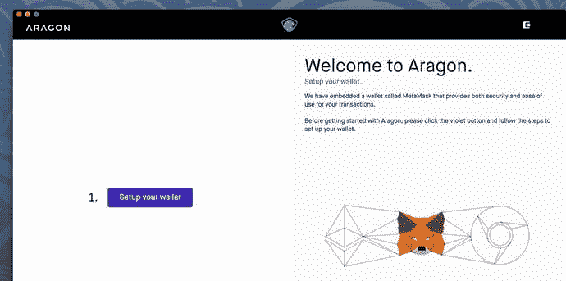 ARAGON
Welcome to Aragon.
Setup your wallet.
We have embedded a wallet called MetaMask that provides both security and ease of
use for your transactions.
Before getting started with Aragon, please click the violet button and follow the steps to
set up your wallet.
1. Setup your wallet